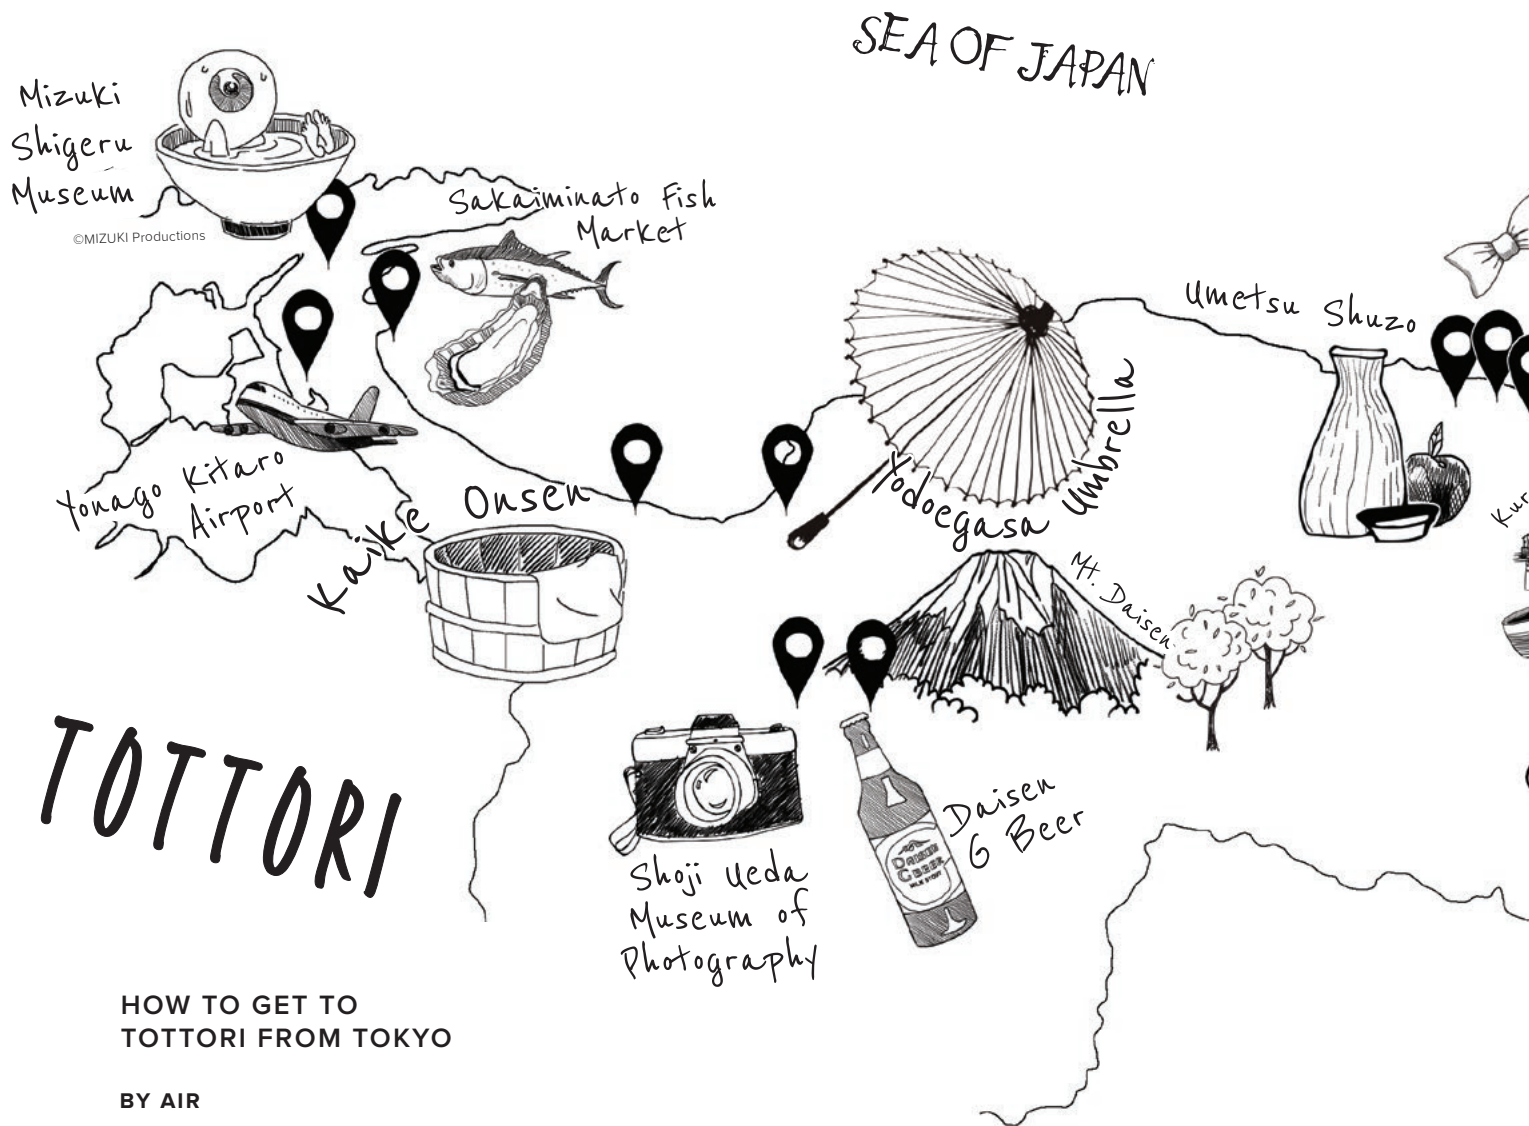 SEA OF JAPAN
Mizuki
Shigeru
Museum
©MIZUKI Productions
Sakaiminato Fish
Market
Umetsu Shuzo
Yodoegasa Umbrella
Yonago Kitaro
Airport
Kaike Onsen
Mt. Daisen
TOTTORI
Daisen
G Beer
DAISEN
G BEER
Shoji Ueda
Museum of
Photography
HOW TO GET TO
TOTTORI FROM TOKYO
BY AIR